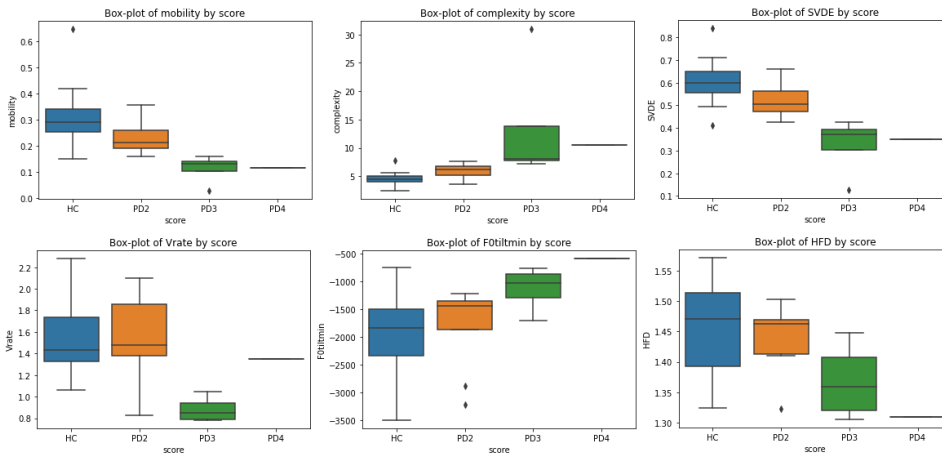 Box-plot of mobility by score
mobility
0.6
0.5
0.4
0.3
0.2
0.1
0.0
HC PD2 PD3 PD4
score
Box-plot of complexity by score
complexity
30
25
20
15
10
5
HC PD2 PD3 PD4
score
Box-plot of SVDE by score
SVDE
0.8
0.7
0.6
0.5
0.4
0.3
0.2
0.1
HC PD2 PD3 PD4
score
Box-plot of Vrate by score
Vrate
2.2
2.0
1.8
1.6
1.4
1.2
1.0
0.8
HC PD2 PD3 PD4
score
Box-plot of F0tiltmin by score
F0tiltmin
−500
−1000
−1500
−2000
−2500
−3000
−3500
HC PD2 PD3 PD4
score
Box-plot of HFD by score
HFD
1.55
1.50
1.45
1.40
1.35
1.30
HC PD2 PD3 PD4
score